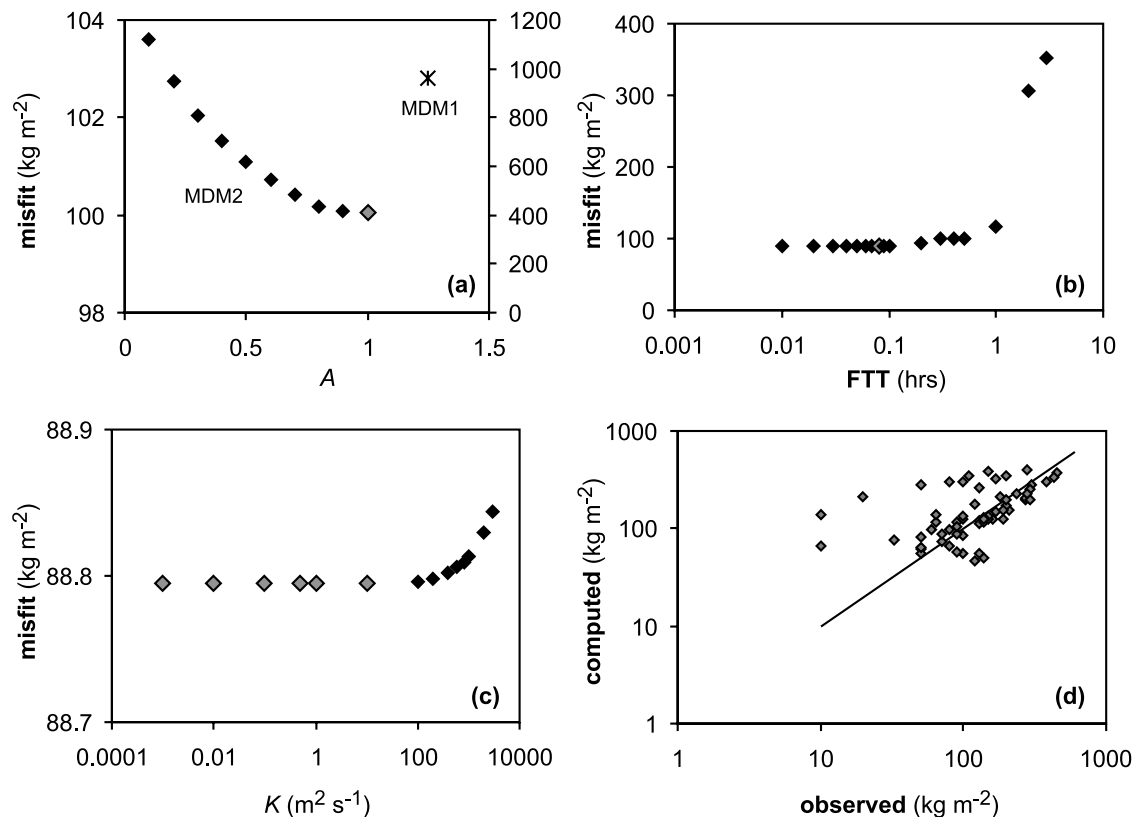 104
102
100
98
misfit (kg m-2)
0
0.5
1
1.5
A
1200
1000
800
600
400
200
0
MDM1
MDM2
(a)
400
300
200
100
0
misfit (kg m-2)
0.001
0.01
0.1
1
10
FTT (hrs)
(b)
88.9
88.8
88.7
misfit (kg m-2)
0.0001
0.01
1
100
10000
K (m2 s-1)
(c)
1000
100
10
1
computed (kg m-2)
1
10
100
1000
observed (kg m-2)
(d)